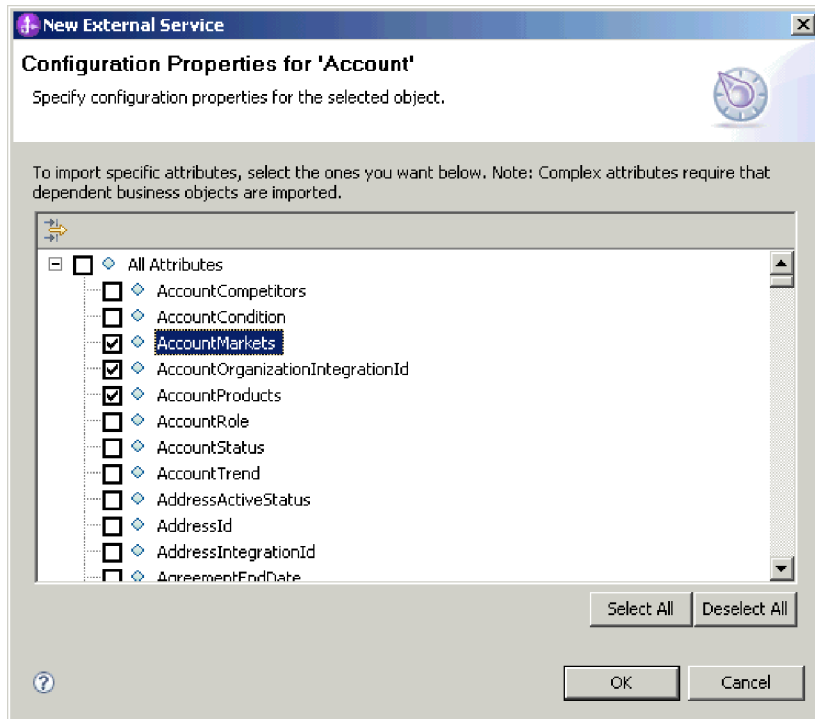 New External Service
Configuration Properties for 'Account'
Specify configuration properties for the selected object.
To import specific attributes, select the ones you want below. Note: Complex attributes require that
dependent business objects are imported.
All Attributes
AccountCompetitors
AccountCondition
AccountMarkets
AccountOrganizationIntegrationId
AccountProducts
AccountRole
AccountStatus
AccountTrend
AddressActiveStatus
AddressId
AddressIntegrationId
AgreementEndDate
Select All Deselect All
OK Cancel